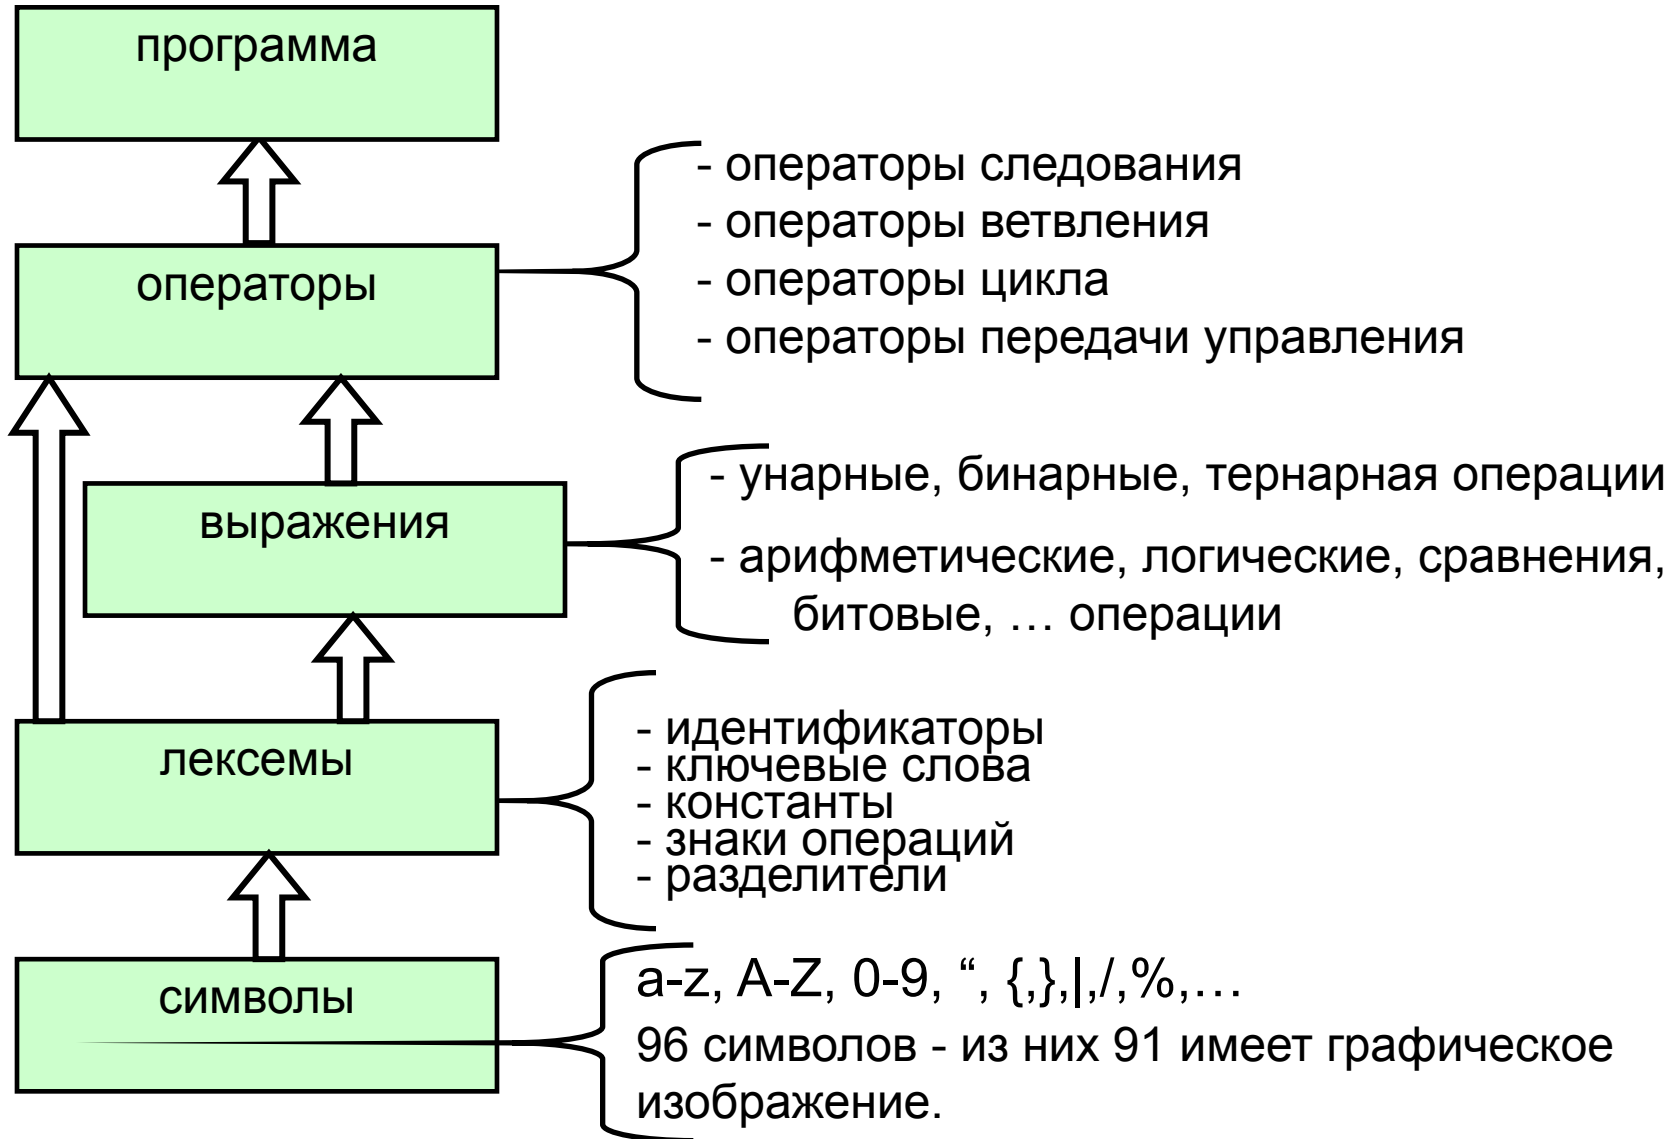 программа
операторы
- операторы следования
- операторы ветвления
- операторы цикла
- операторы передачи управления
выражения
- унарные, бинарные, тернарная операции
- арифметические, логические, сравнения,
битовые, … операции
лексемы
- идентификаторы
- ключевые слова
- константы
- знаки операций
- разделители
символы
a-z, A-Z, 0-9, “, {,},|,/,%,…
96 символов - из них 91 имеет графическое
изображение.